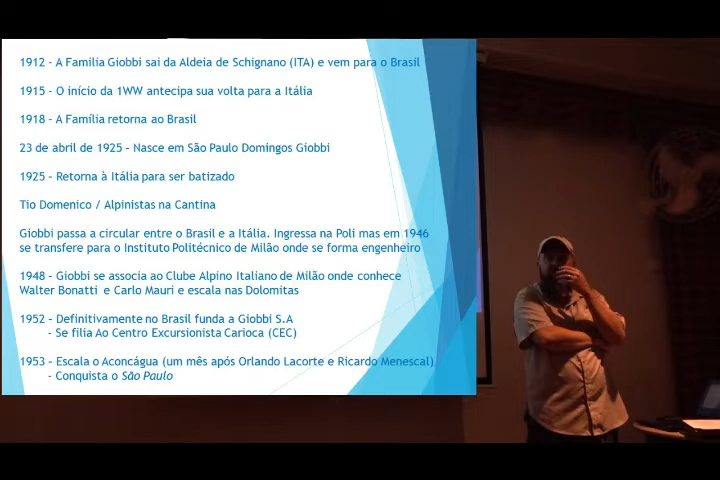 1912 - A Familia Giobbi sai da Aldeia de Schignano (ITA) e vem para o Brasil
1915 - O início da 1WW antecipa sua volta para a Itália
1918 - A Família retorna ao Brasil
23 de abril de 1925 - Nasce em São Paulo Domingos Giobbi
1925 - Retorna à Itália para ser batizado
Tio Domenico / Alpinistas na Cantina
Giobbi passa a circular entre o Brasil e a Itália. Ingressa na Poli mas em 1946
se transfere para o Instituto Politécnico de Milão onde se forma engenheiro
1948 - Giobbi se associa ao Clube Alpino Italiano de Milão onde conhece
Walter Bonatti e Carlo Mauri e escala nas Dolomitas
1952 - Definitivamente no Brasil funda a Giobbi S.A
- Se filia Ao Centro Excursionista Carioca (CEC)
1953 - Escala o Aconcágua (um mês após Orlando Lacorte e Ricardo Menescal)
- Conquista o São Paulo